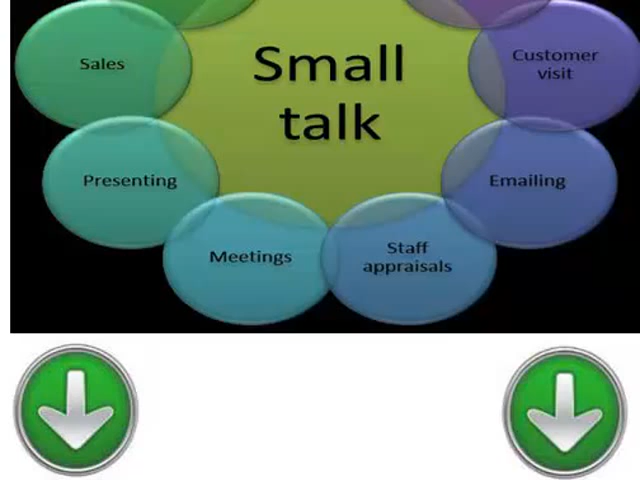 Small
talk
Sales
Customer
visit
Presenting
Emailing
Meetings
Staff
appraisals